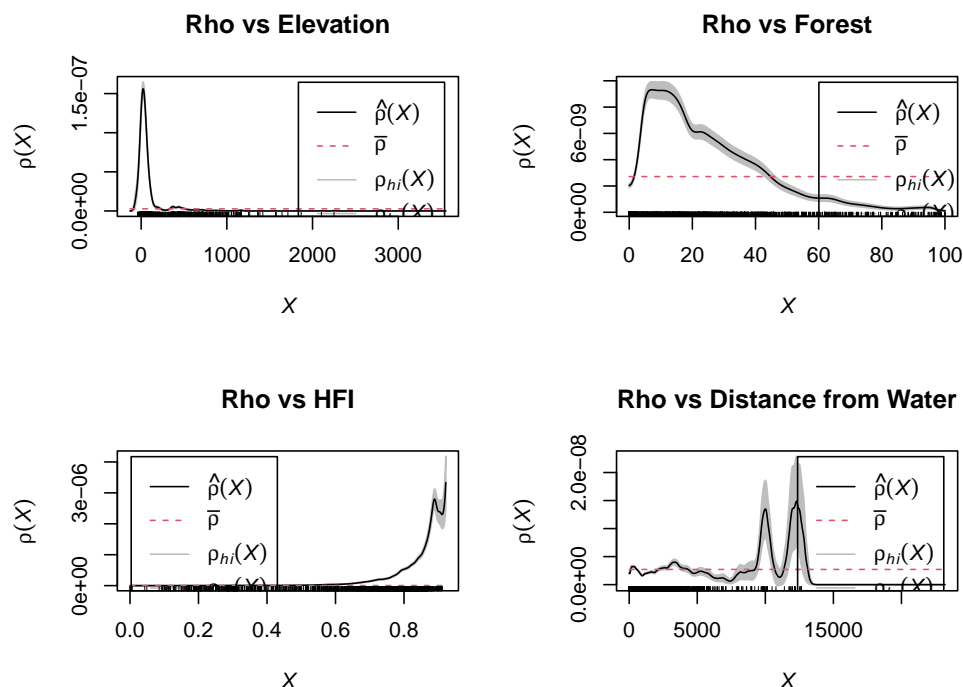 Rho vs Elevation
ρ(X)
0.0e+00
1.5e-07
ρ̂(X)
ρ̄
ρhi(X)
(X)
0
1000
2000
3000
X
Rho vs Forest
ρ(X)
0e+00
6e-09
ρ̂(X)
ρ̄
ρhi(X)
(X)
0
20
40
60
80
100
X
Rho vs HFI
ρ(X)
0e+00
3e-06
ρ̂(X)
ρ̄
ρhi(X)
(X)
0.0
0.2
0.4
0.6
0.8
X
Rho vs Distance from Water
ρ(X)
0.0e+00
2.0e-08
ρ̂(X)
ρ̄
ρhi(X)
(X)
0
5000
15000
X